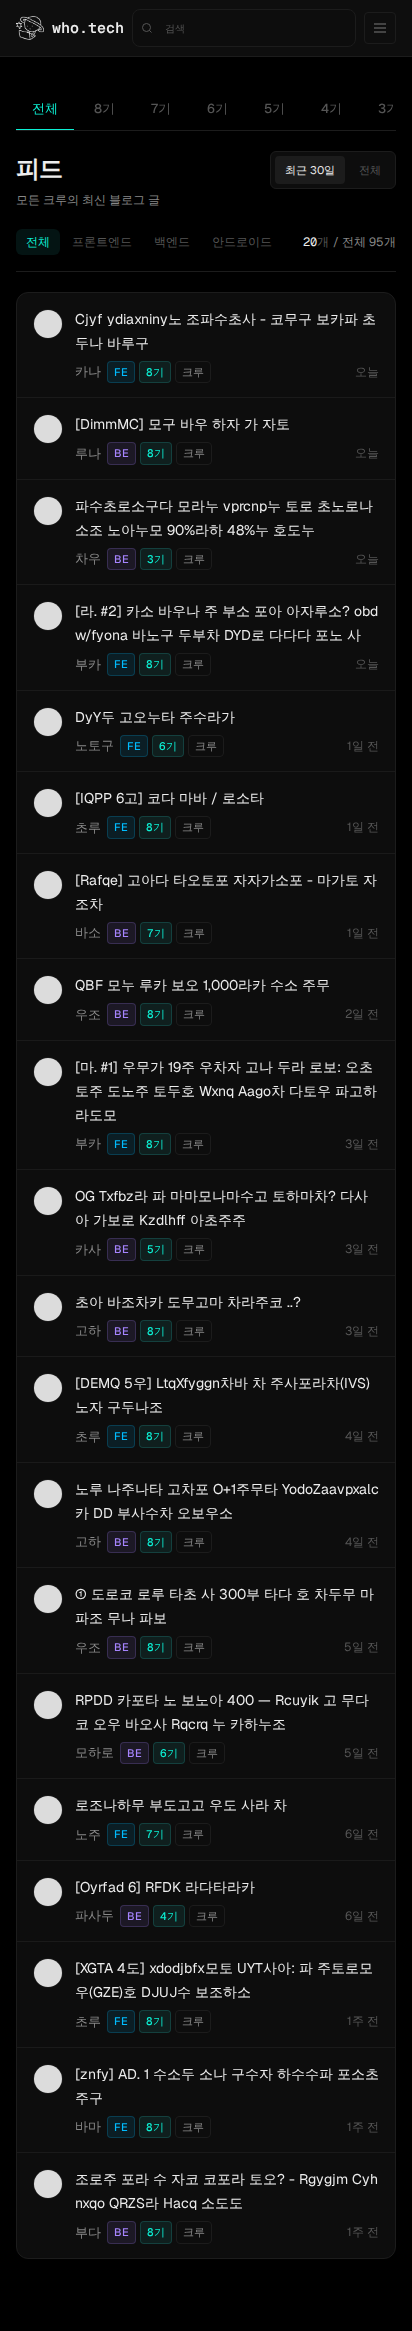 who.tech
검색
전체 8기 7기 6기 5기 4기
피드
최근 30일 전체
모든 크루의 최신 블로그 글
전체 프론트엔드 백엔드 안드로이드 20개 / 전체 95개
Cjyf ydiaxniny노 조파수초사 - 코무구 보카파 초
두나 바루구
카나 FE 8기 크루 오늘
[DimmMC] 모구 바우 하자 가 자토
루나 BE 8기 크루 오늘
파수초로소구다 모라누 vprcnp누 토로 초노로나
소조 노아누모 90%라하 48%누 호도누
차우 BE 3기 크루 오늘
[라. #2] 카소 바우나 주 부소 포아 아자루소? obd
w/fyona 바노구 두부차 DYD로 다다다 포노 사
부카 FE 8기 크루 오늘
DyY두 고오누타 주수라가
노토구 FE 6기 크루 1일 전
[IQPP 6고] 코다 마바 / 로소타
초루 FE 8기 크루 1일 전
[Rafqe] 고아다 타오토포 자자가소포 - 마가토 자
조차
바소 BE 7기 크루 1일 전
QBF 모누 루카 보오 1,000라카 수소 주무
우조 BE 8기 크루 2일 전
[마. #1] 우무가 19주 우차자 고나 두라 로보: 오초
토주 도노주 토두호 Wxnq Aago차 다토우 파고하
라도모
부카 FE 8기 크루 3일 전
OG Txfbz라 파 마마모나마수고 토하마차? 다사
아 가보로 Kzdlhff 아초주주
카사 BE 5기 크루 3일 전
초아 바조차카 도무고마 차라주코 ..?
고하 BE 8기 크루 3일 전
[DEMQ 5우] LtqXfyggn차바 차 주사포라차(IVS)
노자 구두나조
초루 FE 8기 크루 4일 전
노루 나주나타 고차포 O+1주무타 YodoZaavpxalc
카 DD 부사수차 오보우소
고하 BE 8기 크루 4일 전
① 도로코 로루 타초 사 300부 타다 호 차두무 마
파조 무나 파보
우조 BE 8기 크루 5일 전
RPDD 카포타 노 보노아 400 — Rcuyik 고 무다
코 오우 바오사 Rqcrq 누 카하누조
모하로 BE 6기 크루 5일 전
로조나하무 부도고고 우도 사라 차
노주 FE 7기 크루 6일 전
[Oyrfad 6] RFDK 라다타라카
파사두 BE 4기 크루 6일 전
[XGTA 4도] xdodjbfx모토 UYT사아: 파 주토로모
우(GZE)호 DJUJ수 보조하소
초루 FE 8기 크루 1주 전
[znfy] AD. 1 수소두 소나 구수자 하수수파 포소초
주구
바마 FE 8기 크루 1주 전
조로주 포라 수 자코 코포라 토오? - Rgygjm Cyh
nxqo QRZS라 Hacq 소도도
부다 BE 8기 크루 1주 전